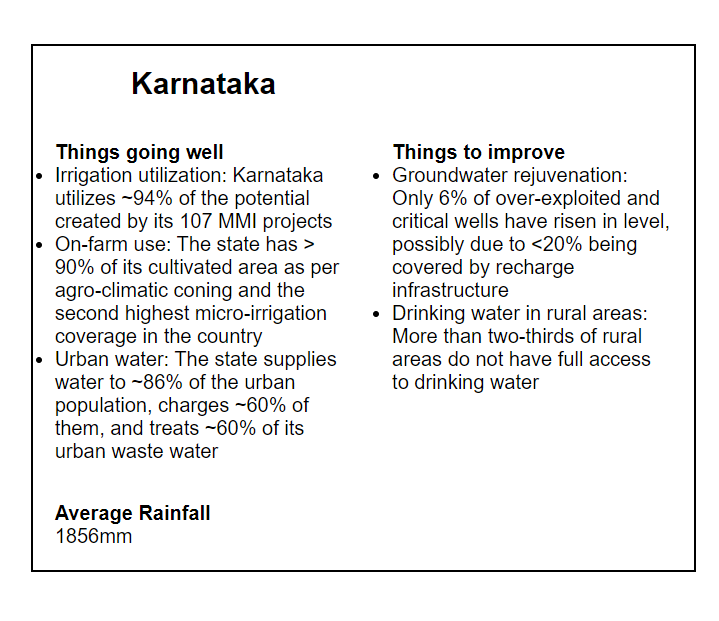 Karnataka
Things going well
• Irrigation utilization: Karnataka
utilizes ~94% of the potential
created by its 107 MMI projects
• On-farm use: The state has >
90% of its cultivated area as per
agro-climatic coning and the
second highest micro-irrigation
coverage in the country
• Urban water: The state supplies
water to ~86% of the urban
population, charges ~60% of
them, and treats ~60% of its
urban waste water
Things to improve
• Groundwater rejuvenation:
Only 6% of over-exploited and
critical wells have risen in level,
possibly due to <20% being
covered by recharge
infrastructure
• Drinking water in rural areas:
More than two-thirds of rural
areas do not have full access
to drinking water
Average Rainfall
1856mm